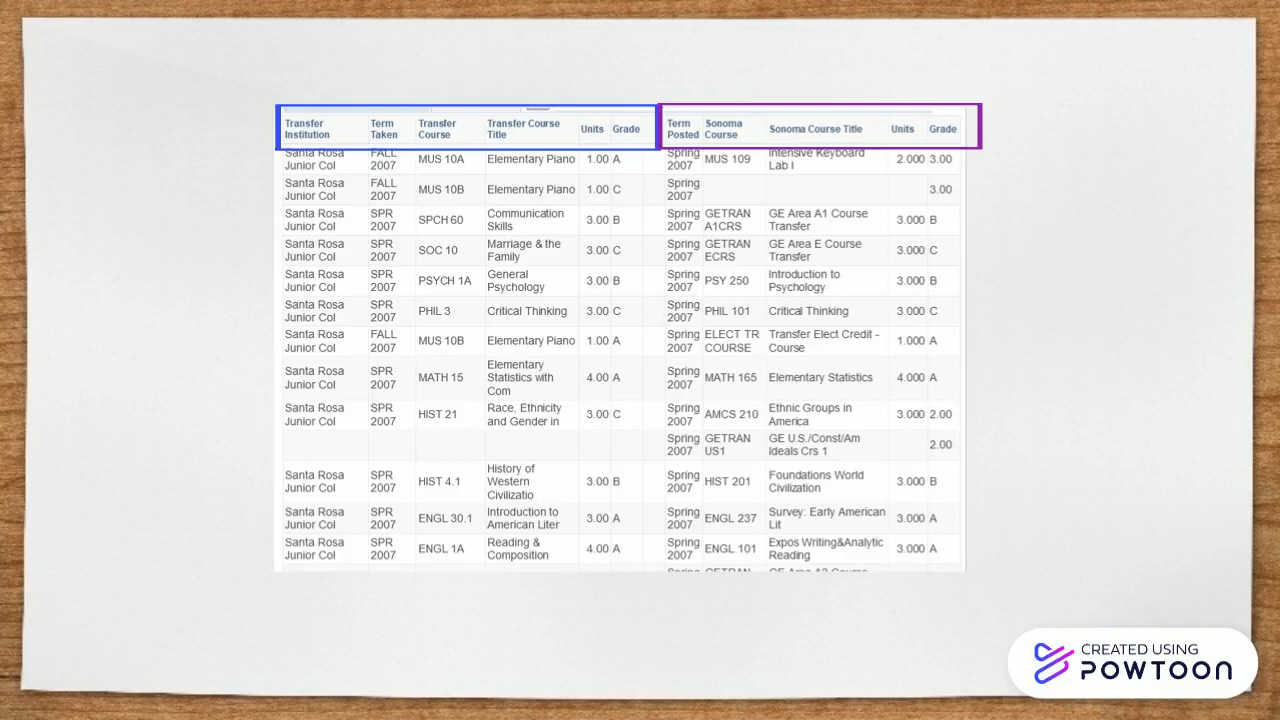 Transfer Institution Term Taken Transfer Course Transfer Course Title Units Grade Term Posted Sonoma Course Sonoma Course Title Units Grade
Santa Rosa Junior Col FALL 2007 MUS 10A Elementary Piano 1.00 A Spring 2007 MUS 109 Intensive Keyboard Lab I 2.000 3.00
Santa Rosa Junior Col FALL 2007 MUS 10B Elementary Piano 1.00 C Spring 2007 3.00
Santa Rosa Junior Col SPR 2007 SPCH 60 Communication Skills 3.00 B Spring 2007 GETRAN A1CRS GE Area A1 Course Transfer 3.000 B
Santa Rosa Junior Col SPR 2007 SOC 10 Marriage & the Family 3.00 C Spring 2007 GETRAN ECRS GE Area E Course Transfer 3.000 C
Santa Rosa Junior Col SPR 2007 PSYCH 1A General Psychology 3.00 B Spring 2007 PSY 250 Introduction to Psychology 3.000 B
Santa Rosa Junior Col SPR 2007 PHIL 3 Critical Thinking 3.00 C Spring 2007 PHIL 101 Critical Thinking 3.000 C
Santa Rosa Junior Col FALL 2007 MUS 10B Elementary Piano 1.00 A Spring 2007 ELECT TR COURSE Transfer Elect Credit - Course 1.000 A
Santa Rosa Junior Col SPR 2007 MATH 15 Elementary Statistics with Com 4.00 A Spring 2007 MATH 165 Elementary Statistics 4.000 A
Santa Rosa Junior Col SPR 2007 HIST 21 Race, Ethnicity and Gender in 3.00 C Spring 2007 AMCS 210 Ethnic Groups in America 3.000 2.00
Spring 2007 GETRAN US1 GE U.S./Const/Am Ideals Crs 1 2.00
Santa Rosa Junior Col SPR 2007 HIST 4.1 History of Western Civilizatio 3.00 B Spring 2007 HIST 201 Foundations World Civilization 3.000 B
Santa Rosa Junior Col SPR 2007 ENGL 30.1 Introduction to American Liter 3.00 A Spring 2007 ENGL 237 Survey: Early American Lit 3.000 A
Santa Rosa Junior Col SPR 2007 ENGL 1A Reading & Composition 4.00 A Spring 2007 ENGL 101 Expos Writing&Analytic Reading 3.000 A
CREATED USING
POWTOON